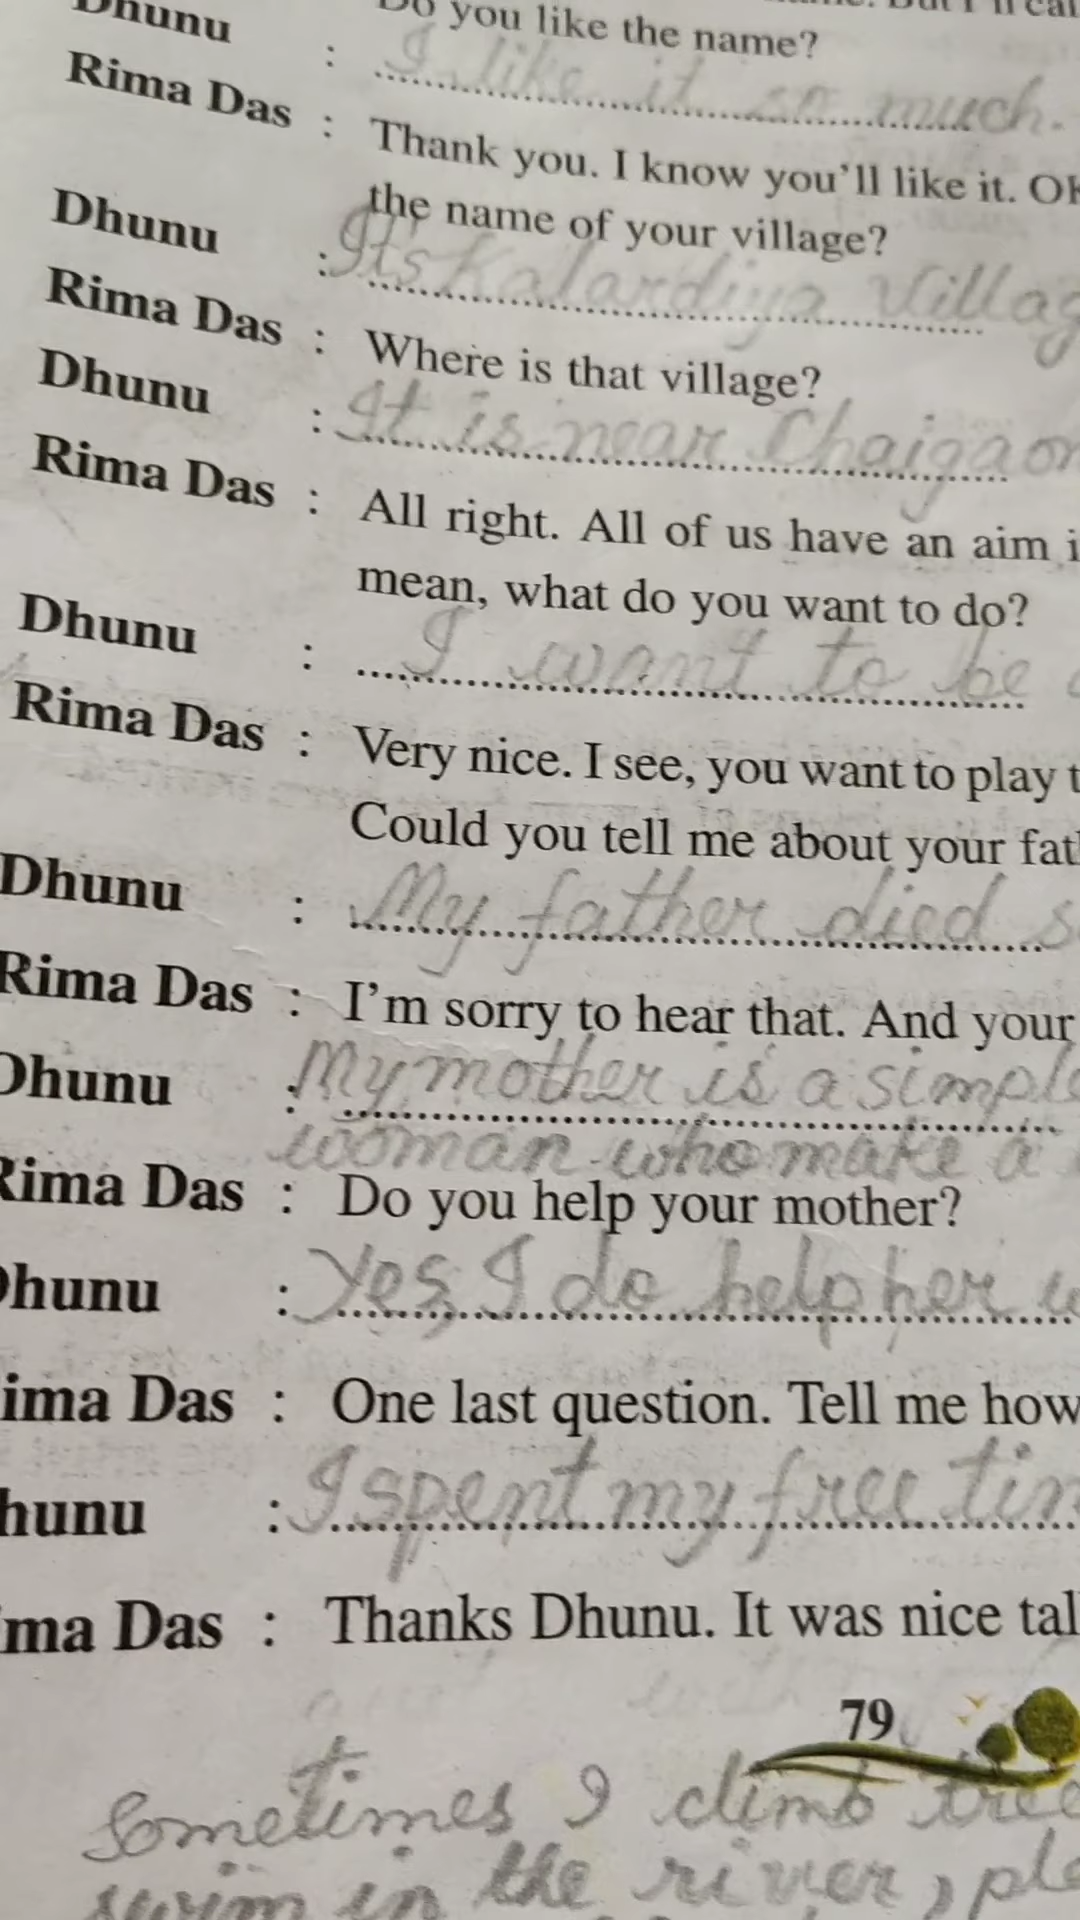 Dhunu
Do you like the name?
: I like it so much.
Rima Das : Thank you. I know you'll like it.
the name of your village?
Dhunu : Its Kalardiya Villag
Rima Das : Where is that village?
Dhunu : It is near Chaigaon
Rima Das : All right. All of us have an aim i
mean, what do you want to do?
Dhunu : I want to be
Rima Das : Very nice. I see, you want to play t
Could you tell me about your fat
Dhunu : My father died s
Rima Das : I'm sorry to hear that. And your
Dhunu : My mother is a simple
woman who make a
Rima Das : Do you help your mother?
Dhunu : Yes, I do help her
ima Das : One last question. Tell me how
hunu : I spent my free tim
ma Das : Thanks Dhunu. It was nice tal
79
Sometimes I climb tree
swim in the river, pla